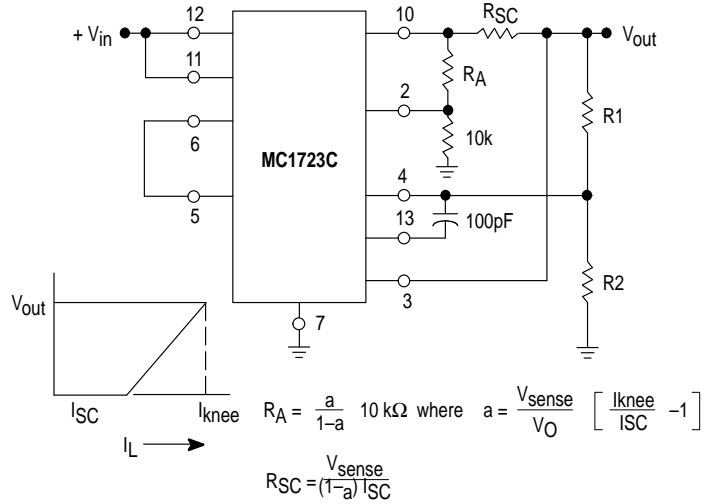 12
10
RSC
+ Vin
Vout
11
RA
2
R1
6
10k
MC1723C
4
5
13
100pF
3
R2
Vout
7
ISC
Iknee
IL
RA = a/1–a 10 kΩ where a = Vsense/VO [ Iknee/ISC –1 ]
RSC = Vsense/(1–a) ISC